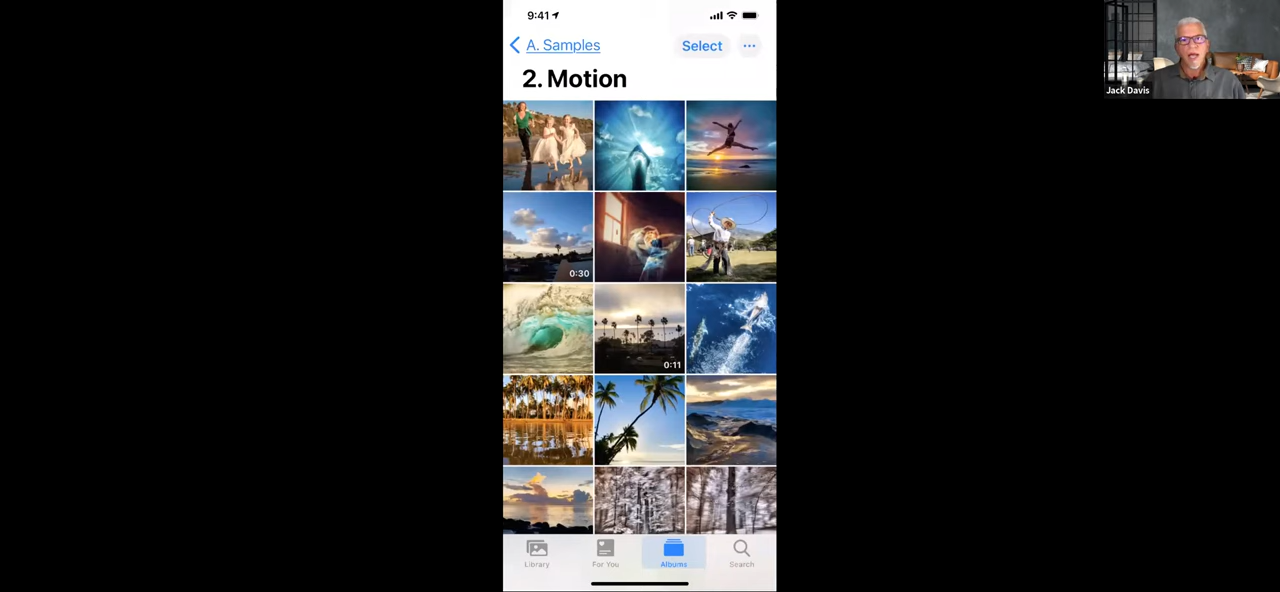 9:41
A. Samples
Select
2. Motion
0:30
0:11
Library
For You
Albums
Search
Jack Davis